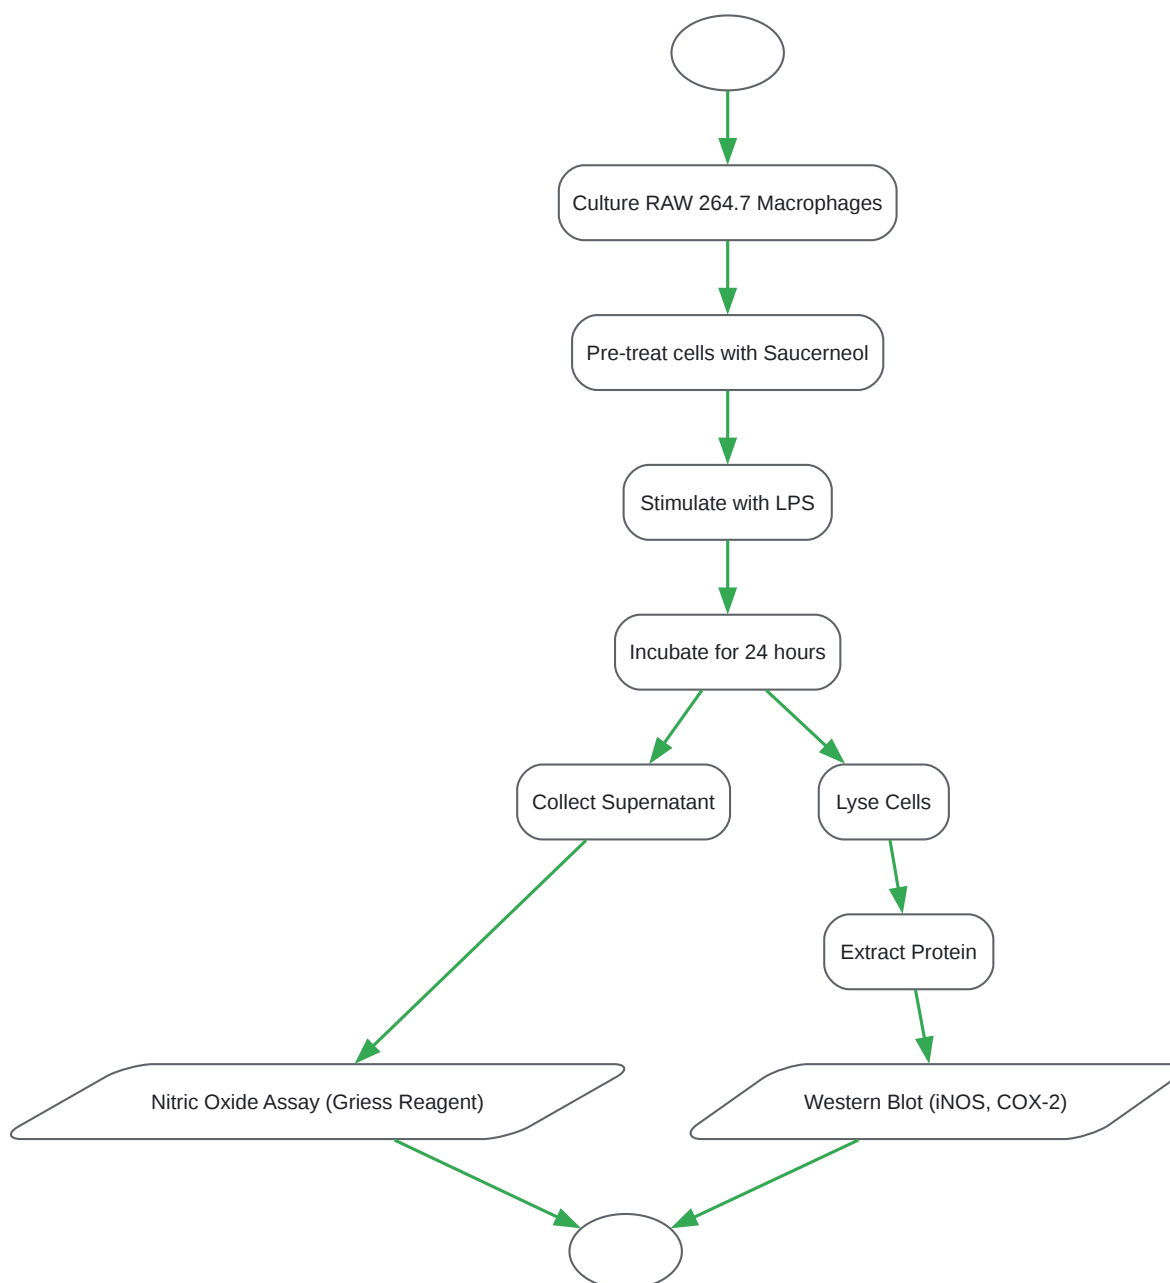 Culture RAW 264.7 Macrophages
Pre-treat cells with Saucerneol
Stimulate with LPS
Incubate for 24 hours
Collect Supernatant
Lyse Cells
Extract Protein
Nitric Oxide Assay (Griess Reagent)
Western Blot (iNOS, COX-2)